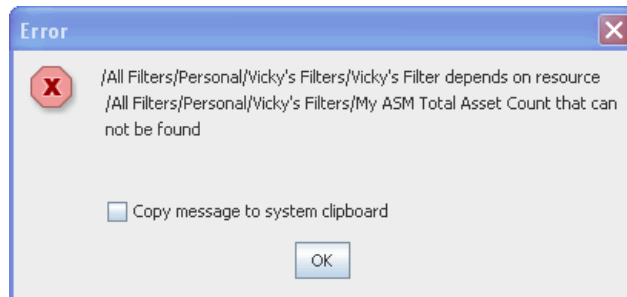 Error
X
/All Filters/Personal/Vicky's Filters/Vicky's Filter depends on resource
/All Filters/Personal/Vicky's Filters/My ASM Total Asset Count that can
not be found
Copy message to system clipboard
OK